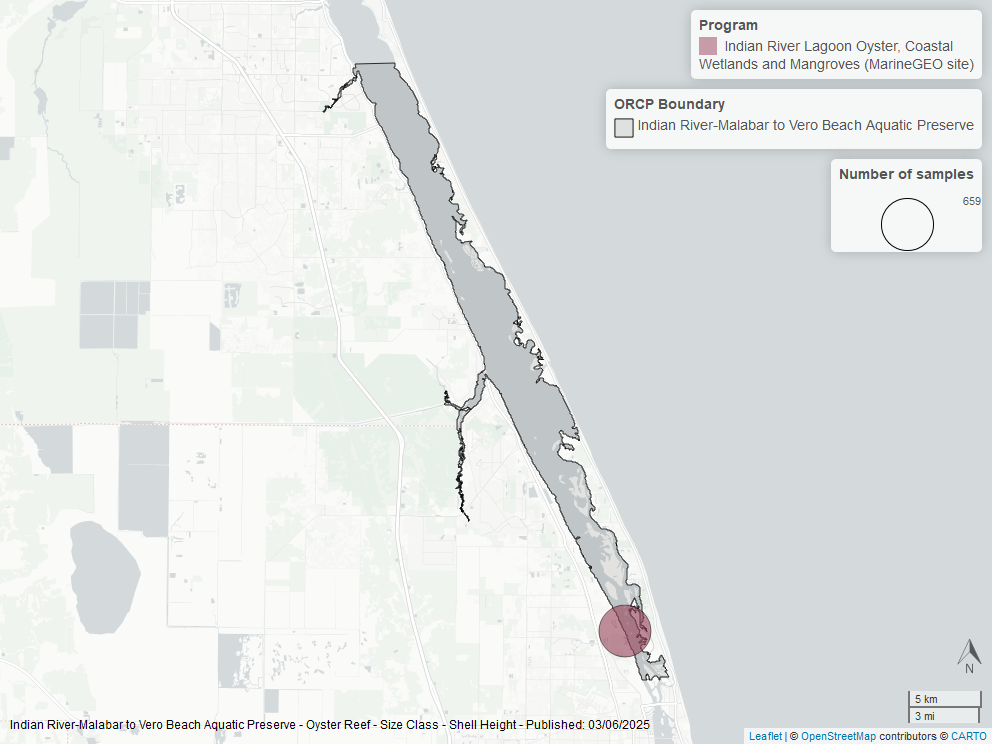 Program
Indian River Lagoon Oyster, Coastal
Wetlands and Mangroves (MarineGEO site)
ORCP Boundary
Indian River-Malabar to Vero Beach Aquatic Preserve
Number of samples
659
N
5 km
3 mi
Indian River-Malabar to Vero Beach Aquatic Preserve - Oyster Reef - Size Class - Shell Height - Published: 03/06/2025
Leaflet | © OpenStreetMap contributors © CARTO